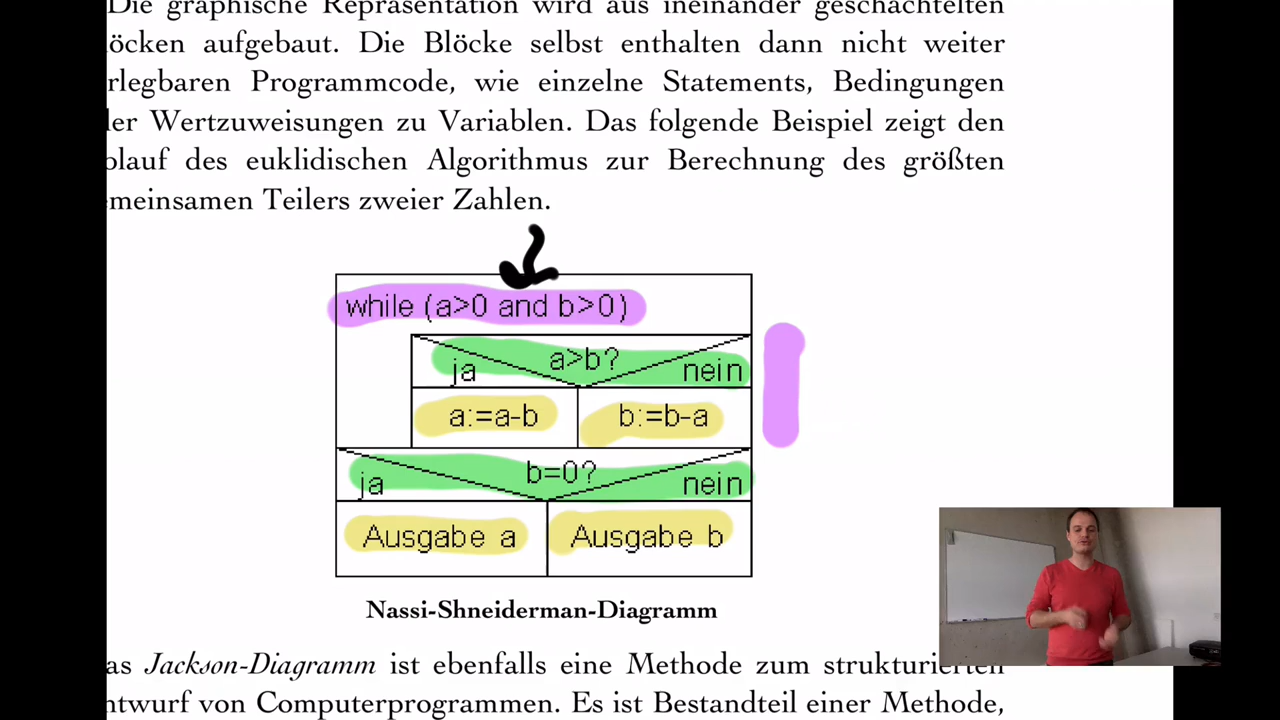 Die graphische Repräsentation wird aus ineinander geschachtelten
löcken aufgebaut. Die Blöcke selbst enthalten dann nicht weiter
rlegbaren Programmcode, wie einzelne Statements, Bedingungen
der Wertzuweisungen zu Variablen. Das folgende Beispiel zeigt den
blauf des euklidischen Algorithmus zur Berechnung des größten
emeinsamen Teilers zweier Zahlen.
while (a>0 and b>0)
a>b?
ja nein
a:=a-b b:=b-a
b=0?
ja nein
Ausgabe a Ausgabe b
Nassi-Shneiderman-Diagramm
as Jackson-Diagramm ist ebenfalls eine Methode zum strukturierten
ntwurf von Computerprogrammen. Es ist Bestandteil einer Methode,